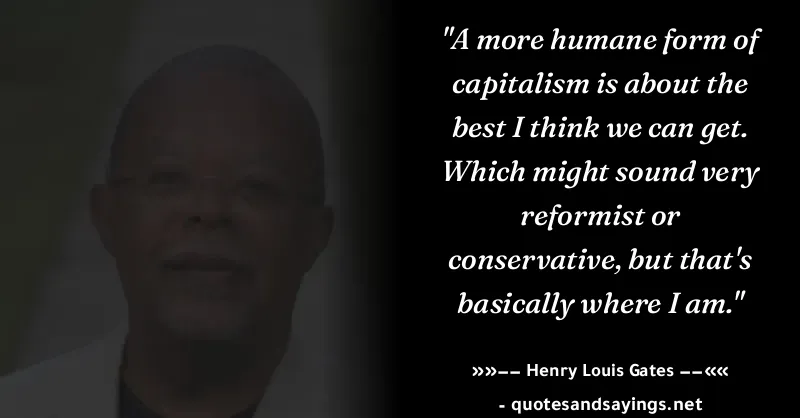 "A more humane form of
capitalism is about the
best I think we can get.
Which might sound very
reformist or
conservative, but that's
basically where I am."
»»–– Henry Louis Gates ––««
- quotesandsayings.net